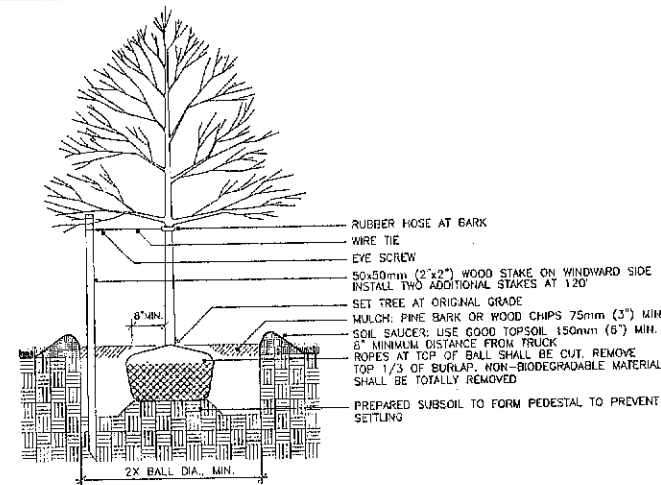 RUBBER HOSE AT BARK
WIRE TIE
EYE SCREW
50x50mm (2"x2") WOOD STAKE ON WINDWARD SIDE
INSTALL TWO ADDITIONAL STAKES AT 120'
SET TREE AT ORIGINAL GRADE
8" MIN.
MULCH: PINE BARK OR WOOD CHIPS 75mm (3") MIN.
SOIL SAUCER: USE GOOD TOPSOIL 150mm (6") MIN.
8" MINIMUM DISTANCE FROM TRUCK
ROPES AT TOP OF BALL SHALL BE CUT. REMOVE
TOP 1/3 OF BURLAP. NON-BIODEGRADABLE MATERIAL
SHALL BE TOTALLY REMOVED
PREPARED SUBSOIL TO FORM PEDESTAL TO PREVENT
SETTLING
2X BALL DIA., MIN.